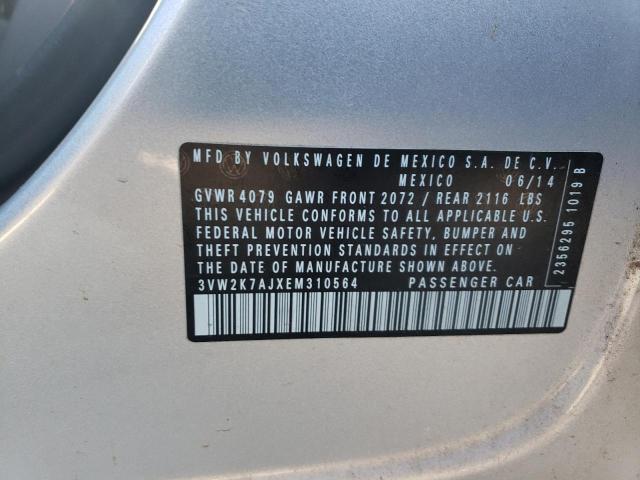 MFD BY VOLKSWAGEN DE MEXICO S.A. DE C.V.
MEXICO 06/14
GVWR 4079 GAWR FRONT 2072 / REAR 2116 LBS
THIS VEHICLE CONFORMS TO ALL APPLICABLE U.S.
FEDERAL MOTOR VEHICLE SAFETY, BUMPER AND
THEFT PREVENTION STANDARDS IN EFFECT ON
THE DATE OF MANUFACTURE SHOWN ABOVE.
3VW2K7AJXEM310564 PASSENGER CAR
2356295 1019 B